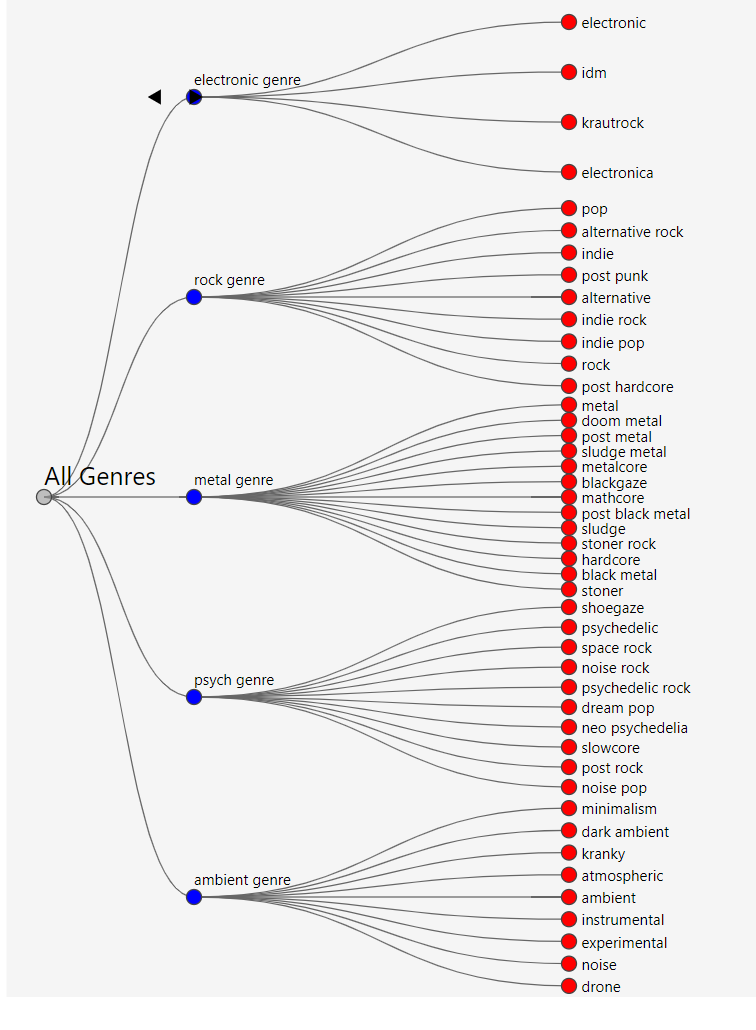 All Genres
electronic genre
electronic
idm
krautrock
electronica
rock genre
pop
alternative rock
indie
post punk
alternative
indie rock
indie pop
rock
post hardcore
metal genre
metal
doom metal
post metal
sludge metal
metalcore
blackgaze
mathcore
post black metal
sludge
stoner rock
hardcore
black metal
stoner
psych genre
shoegaze
psychedelic
space rock
noise rock
psychedelic rock
dream pop
neo psychedelia
slowcore
post rock
noise pop
ambient genre
minimalism
dark ambient
kranky
atmospheric
ambient
instrumental
experimental
noise
drone